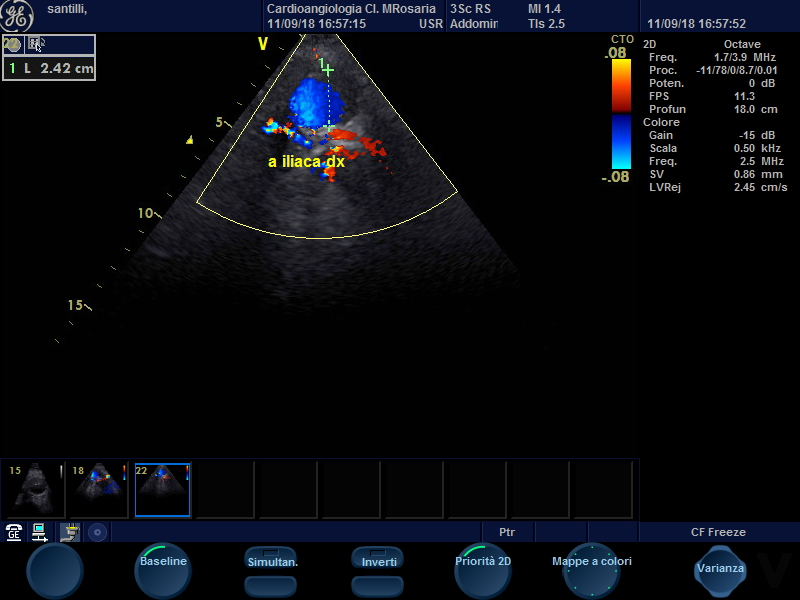 santilli,
Cardioangiologia Cl. MRosaria
11/09/18 16:57:15 USR
3Sc RS
Addomin
MI 1.4
TIs 2.5
11/09/18 16:57:52
GE
22
1 L 2.42 cm
V
1
5
10
15
a iliaca dx
CTO
.08
-.08
2D Octave
Freq. 1.7/3.9 MHz
Proc. -11/78/0/8.7/0.01
Poten. 0 dB
FPS 11.3
Profun 18.0 cm
Colore
Gain -15 dB
Scala 0.50 kHz
Freq. 2.5 MHz
SV 0.86 mm
LVRej 2.45 cm/s
15
18
22
GE
Ptr
CF Freeze
Baseline
Simultan.
Inverti
Priorità 2D
Mappe a colori
Varianza
V